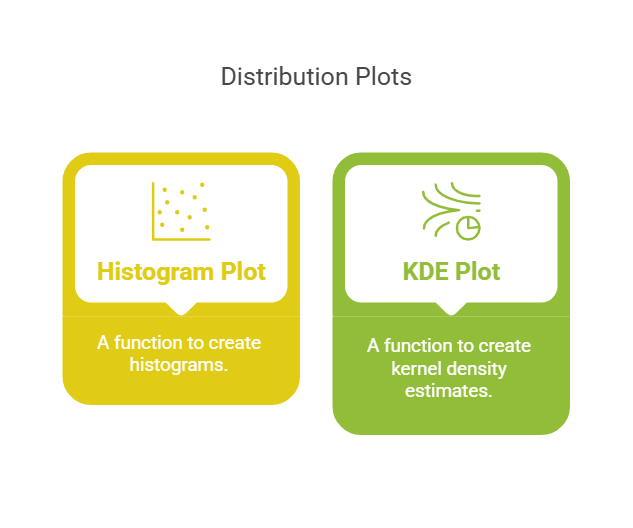 Distribution Plots
Histogram Plot
A function to create
histograms.
KDE Plot
A function to create
kernel density
estimates.